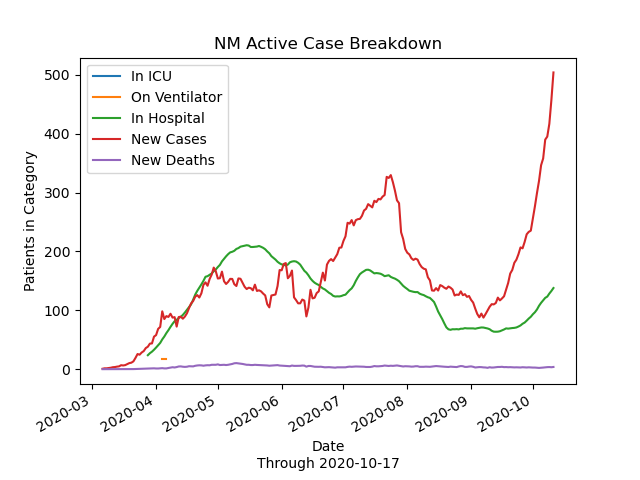 NM Active Case Breakdown
In ICU
On Ventilator
In Hospital
New Cases
New Deaths
Patients in Category
500
400
300
200
100
0
2020-03
2020-04
2020-05
2020-06
2020-07
2020-08
2020-09
2020-10
Date
Through 2020-10-17